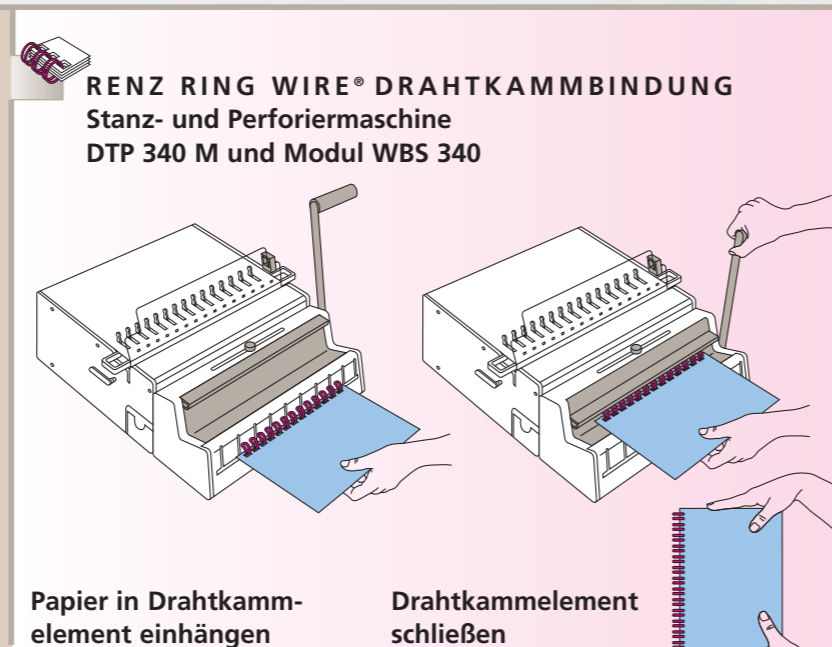 RENZ RING WIRE® DRAHTKAMMBINDUNG
Stanz- und Perforiermaschine
DTP 340 M und Modul WBS 340
Papier in Drahtkamm-
element einhängen
Drahtkammelement
schließen